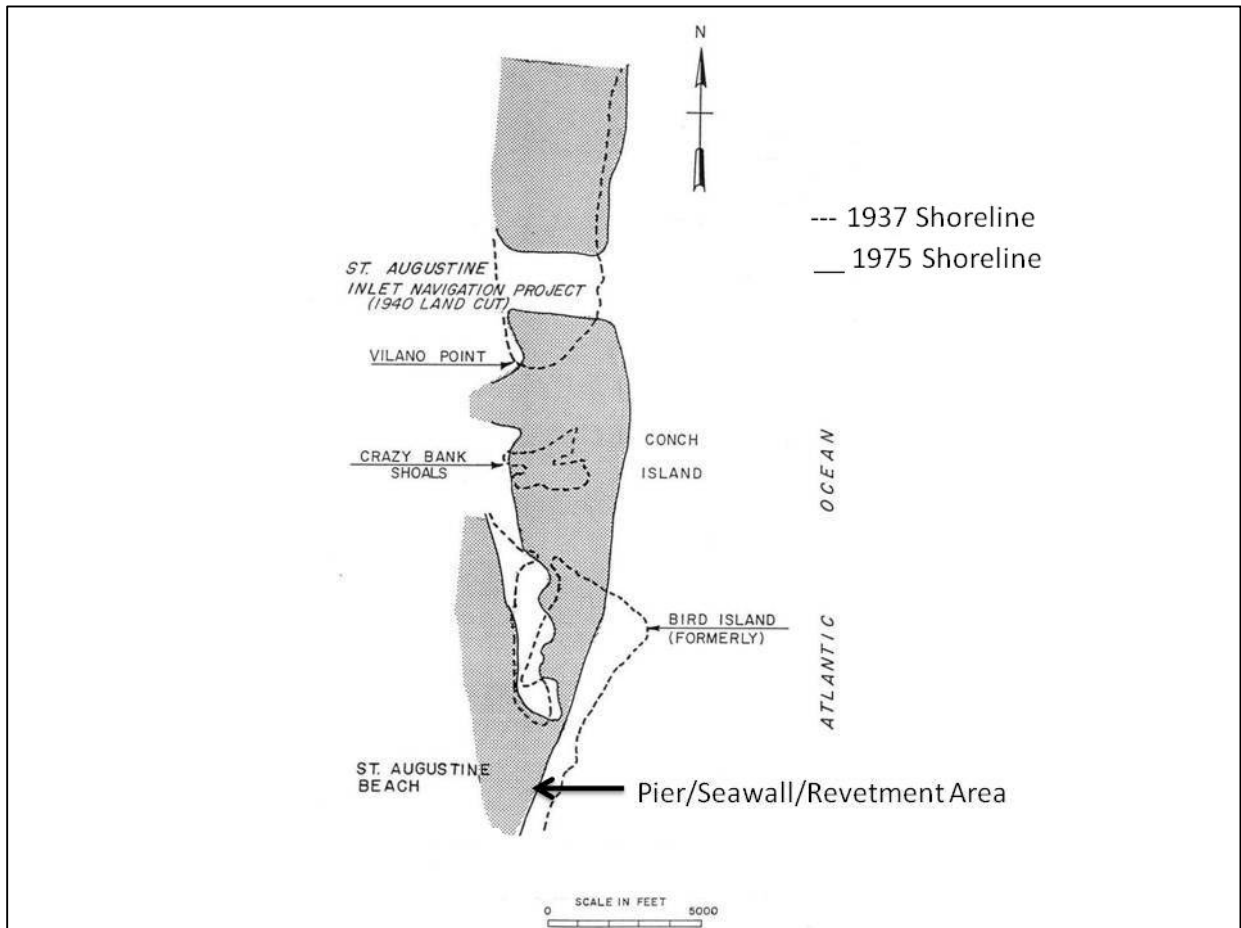 N
--- 1937 Shoreline
__ 1975 Shoreline
ST. AUGUSTINE
INLET NAVIGATION PROJECT
(1940 LAND CUT)
VILANO POINT
CRAZY BANK
SHOALS
CONCH
ISLAND
ATLANTIC OCEAN
BIRD ISLAND
(FORMERLY)
ST. AUGUSTINE
BEACH
Pier/Seawall/Revetment Area
SCALE IN FEET
0 5000